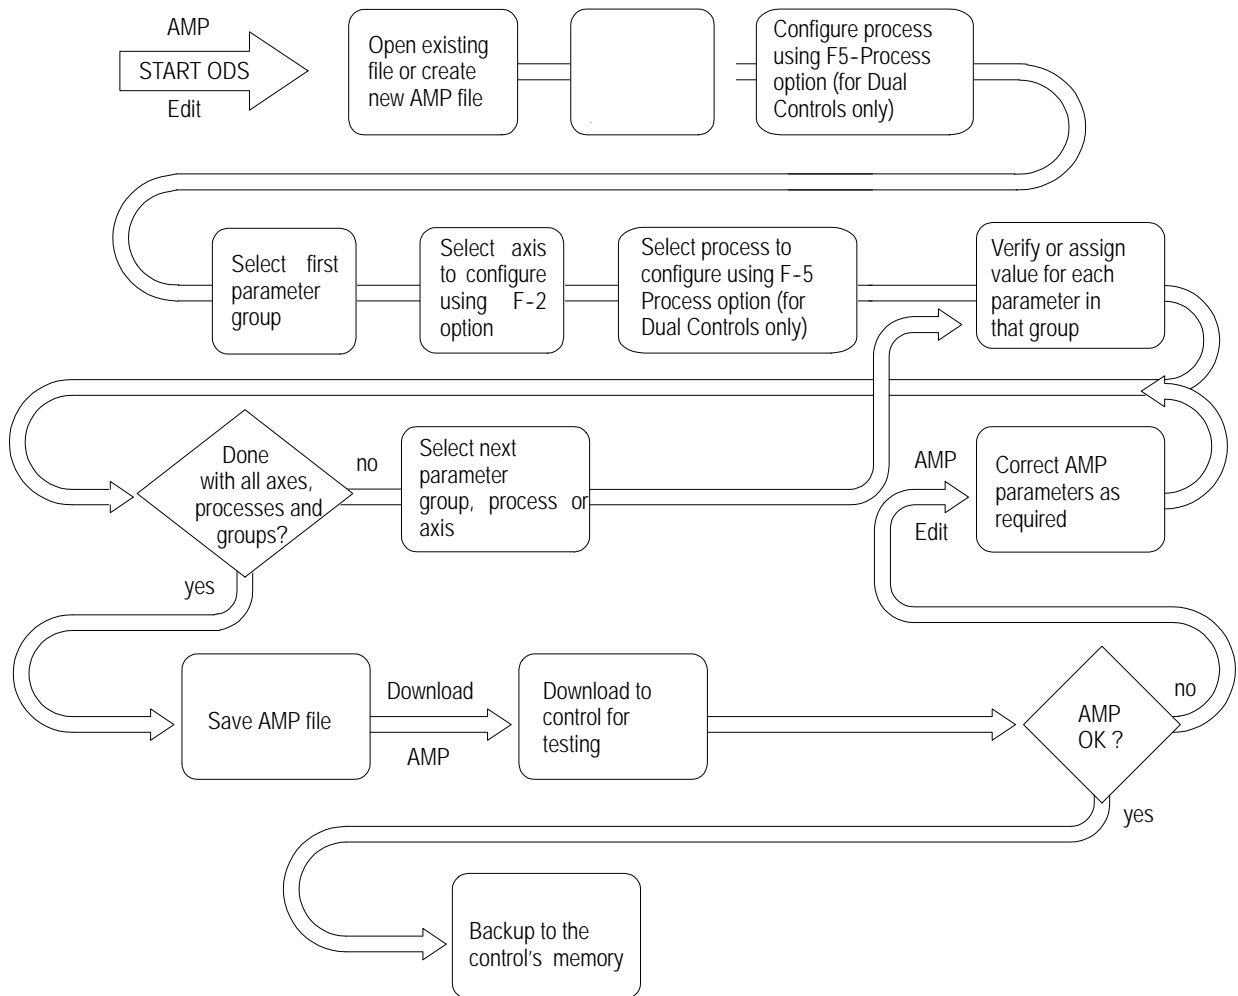 AMP
START ODS
Edit
Open existing
file or create
new AMP file
Configure process
using F5-Process
option (for Dual
Controls only)
Select first
parameter
group
Select axis
to configure
using F-2
option
Select process to
configure using F-5
Process option (for
Dual Controls only)
Verify or assign
value for each
parameter in
that group
Done
with all axes,
processes and
groups?
no
yes
Select next
parameter
group, process or
axis
AMP
Edit
Correct AMP
parameters as
required
Save AMP file
Download
AMP
Download to
control for
testing
AMP
OK ?
no
yes
Backup to the
control's memory